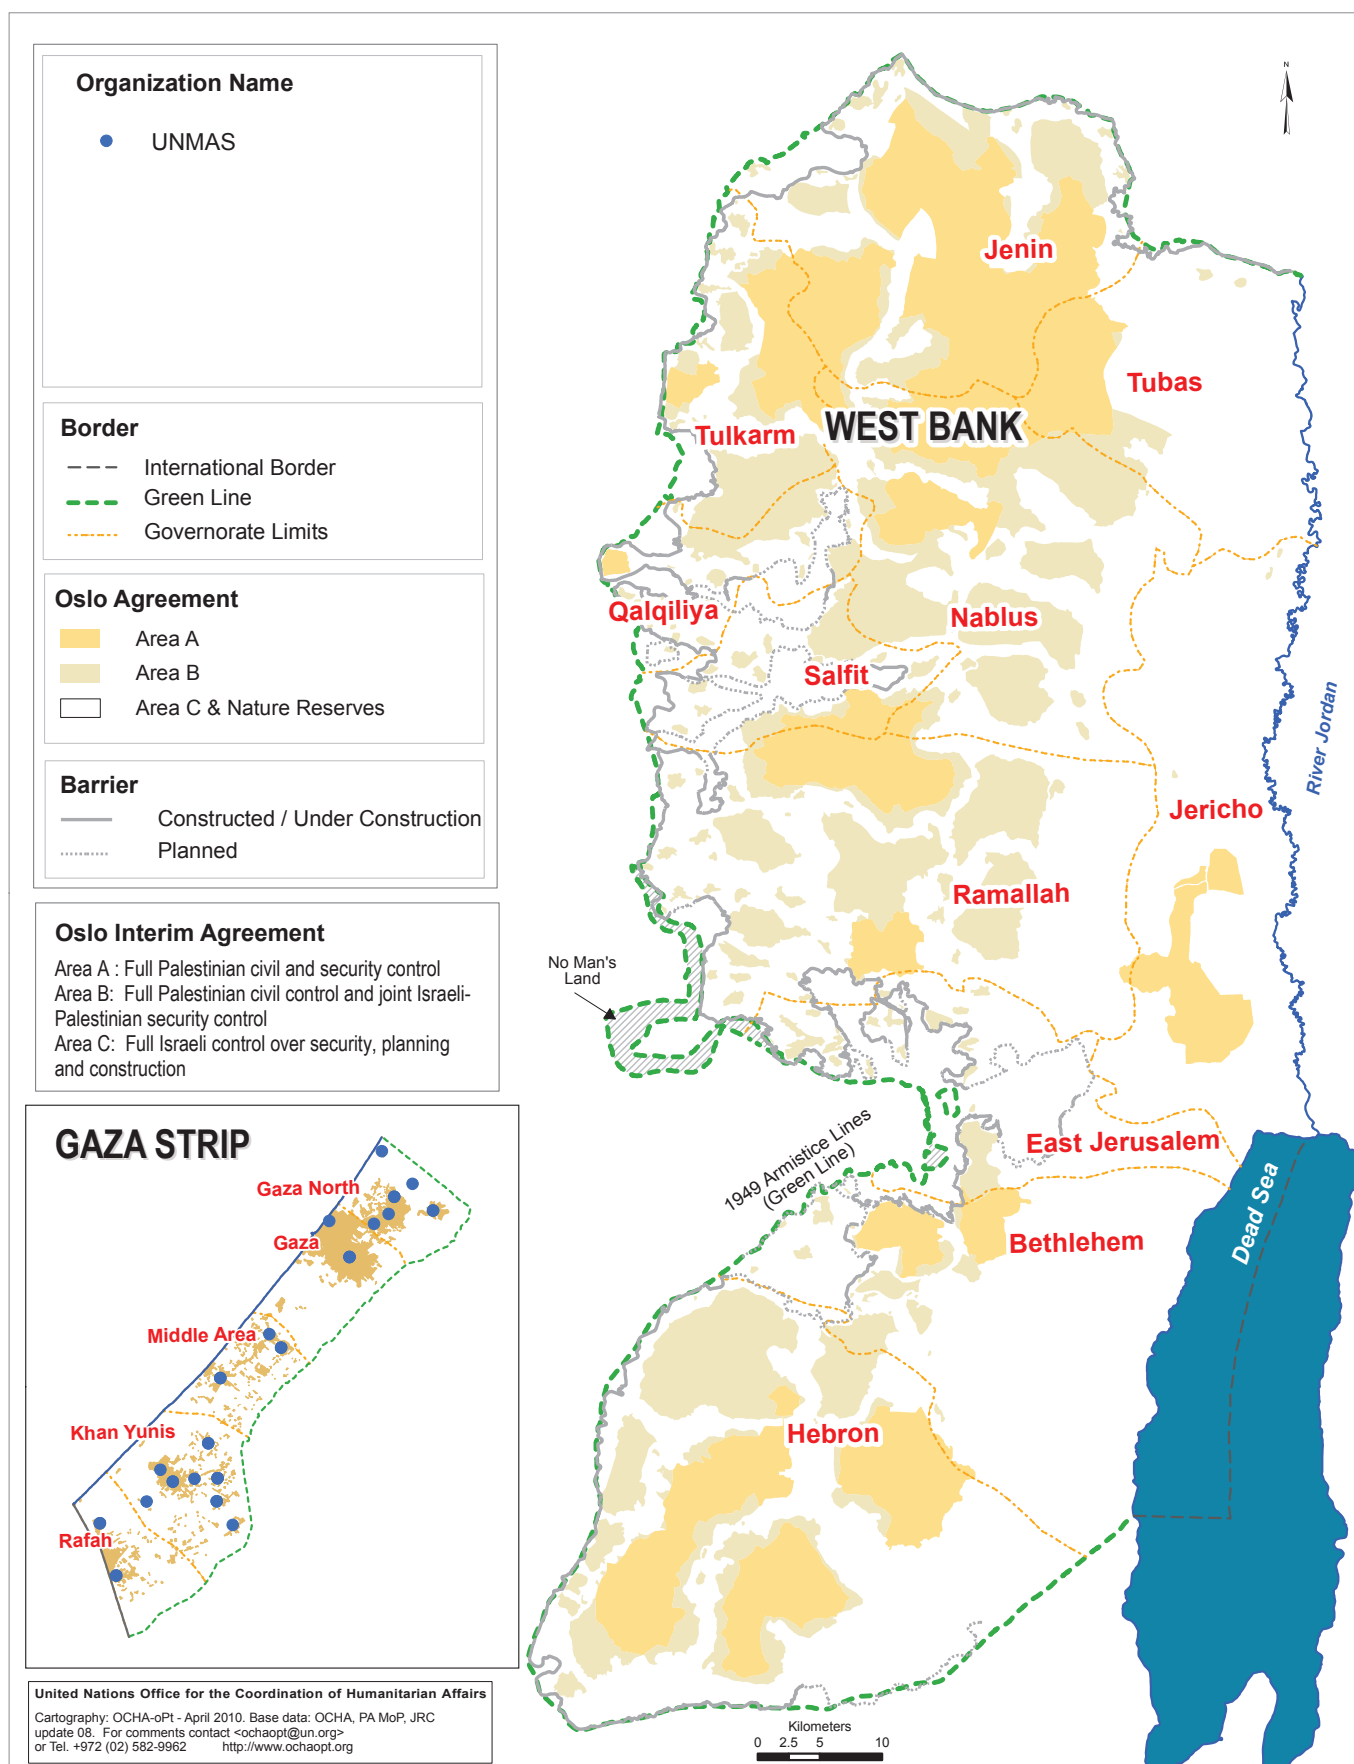 Organization Name
UNMAS
Border
International Border
Green Line
Governorate Limits
Oslo Agreement
Area A
Area B
Area C & Nature Reserves
Barrier
Constructed / Under Construction
Planned
Oslo Interim Agreement
Area A : Full Palestinian civil and security control
Area B: Full Palestinian civil control and joint Israeli-
Palestinian security control
Area C: Full Israeli control over security, planning
and construction
GAZA STRIP
Gaza North
Gaza
Middle Area
Khan Yunis
Rafah
United Nations Office for the Coordination of Humanitarian Affairs
Cartography: OCHA-oPt - April 2010. Base data: OCHA, PA MoP, JRC
update 08. For comments contact <ochaopt@un.org>
or Tel. +972 (02) 582-9962 http://www.ochaopt.org
N
Jenin
Tubas
WEST BANK
Tulkarm
Qalqiliya
Nablus
Salfit
River Jordan
Jericho
Ramallah
No Man's
Land
1949 Armistice Lines
(Green Line)
East Jerusalem
Dead Sea
Bethlehem
Hebron
Kilometers
0 2.5 5 10